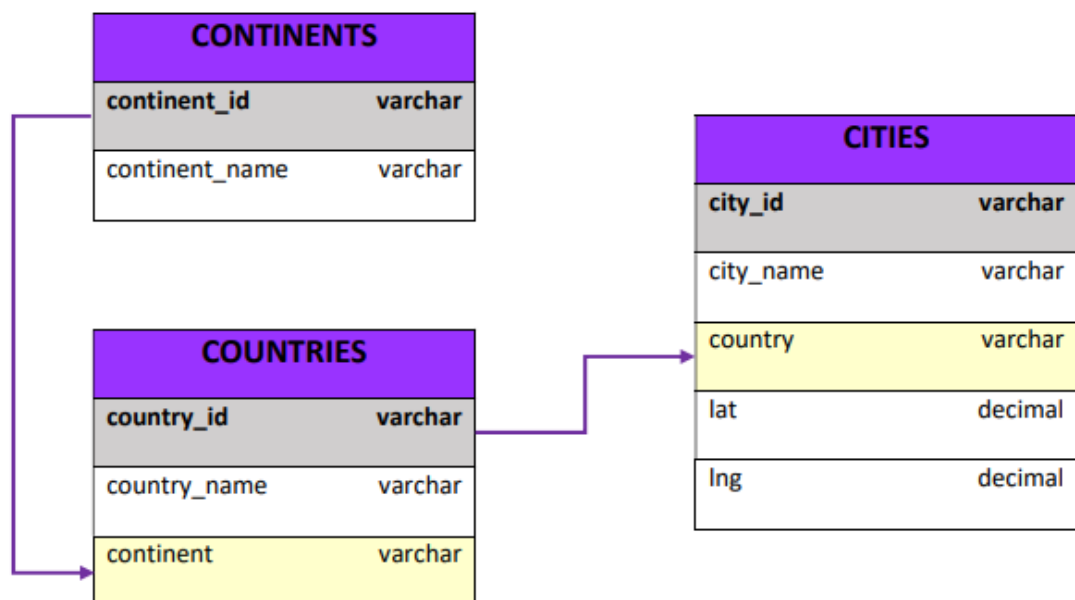 CONTINENTS
continent_id varchar
continent_name varchar
COUNTRIES
country_id varchar
country_name varchar
continent varchar
CITIES
city_id varchar
city_name varchar
country varchar
lat decimal
lng decimal